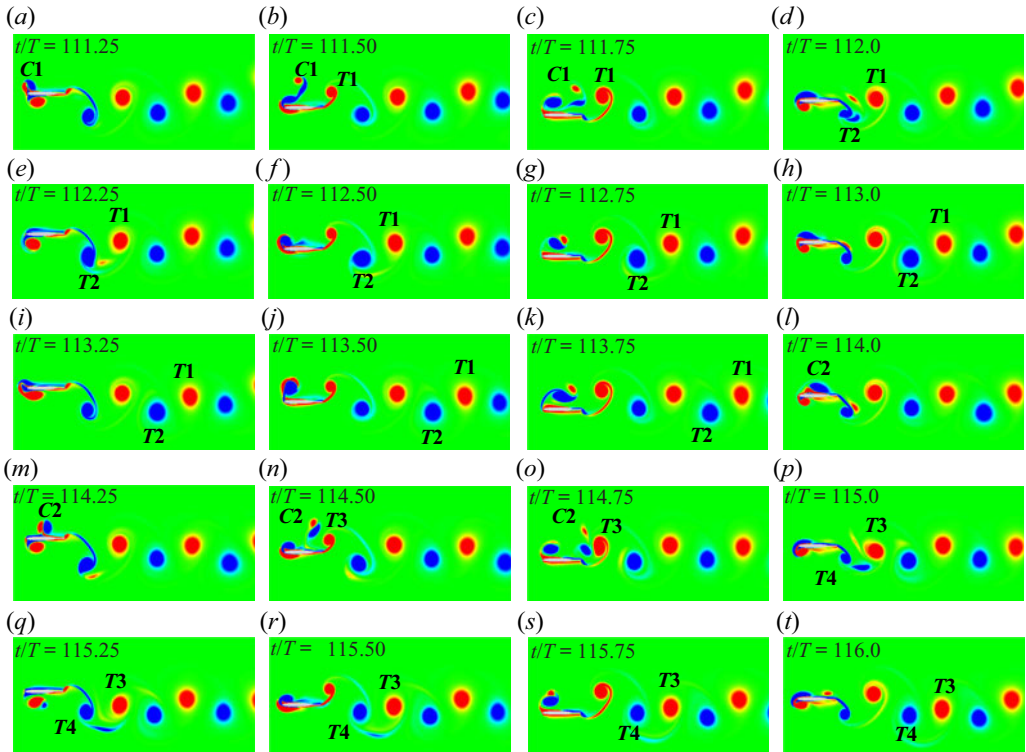 (a) (b) (c) (d)
t/T = 111.25 t/T = 111.50 t/T = 111.75 t/T = 112.0
C1 C1 T1 C1 T1 T1
T2
(e) (f) (g) (h)
t/T = 112.25 t/T = 112.50 t/T = 112.75 t/T = 113.0
T1 T1 T1 T1
T2 T2 T2 T2
(i) (j) (k) (l)
t/T = 113.25 t/T = 113.50 t/T = 113.75 t/T = 114.0
T1 T1 T1 C2
T2 T2 T2
(m) (n) (o) (p)
t/T = 114.25 t/T = 114.50 t/T = 114.75 t/T = 115.0
C2 C2 T3 C2 T3 T3
T4
(q) (r) (s) (t)
t/T = 115.25 t/T = 115.50 t/T = 115.75 t/T = 116.0
T3 T3 T3 T3
T4 T4 T4 T4